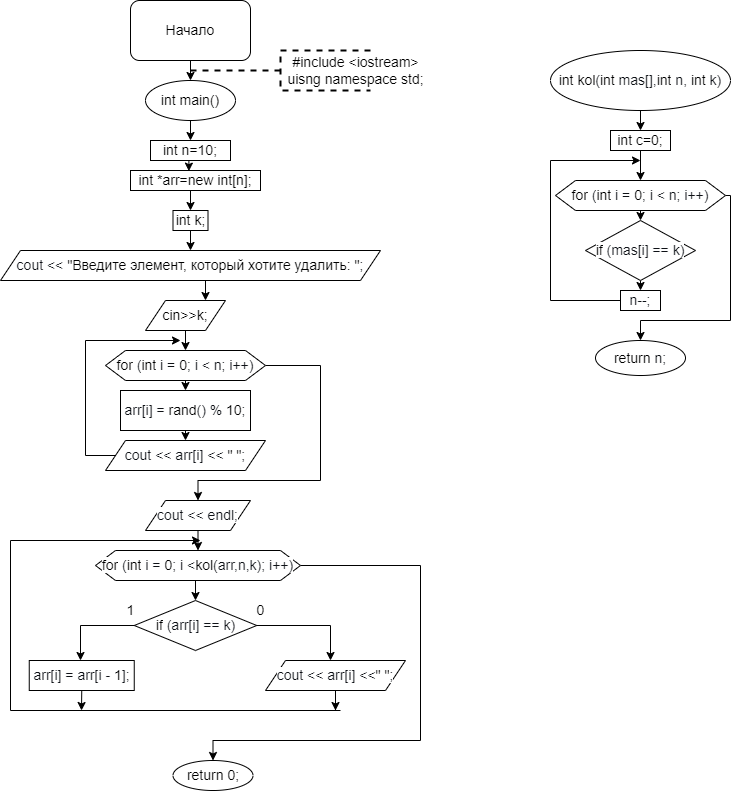 Начало
#include <iostream>
uisng namespace std;
int main()
int n=10;
int *arr=new int[n];
int k;
cout << "Введите элемент, который хотите удалить: ";
cin>>k;
for (int i = 0; i < n; i++)
arr[i] = rand() % 10;
cout << arr[i] << " ";
cout << endl;
for (int i = 0; i <kol(arr,n,k); i++)
1
0
if (arr[i] == k)
arr[i] = arr[i - 1];
cout << arr[i] <<" ";
return 0;
int kol(int mas[],int n, int k)
int c=0;
for (int i = 0; i < n; i++)
if (mas[i] == k)
n--;
return n;